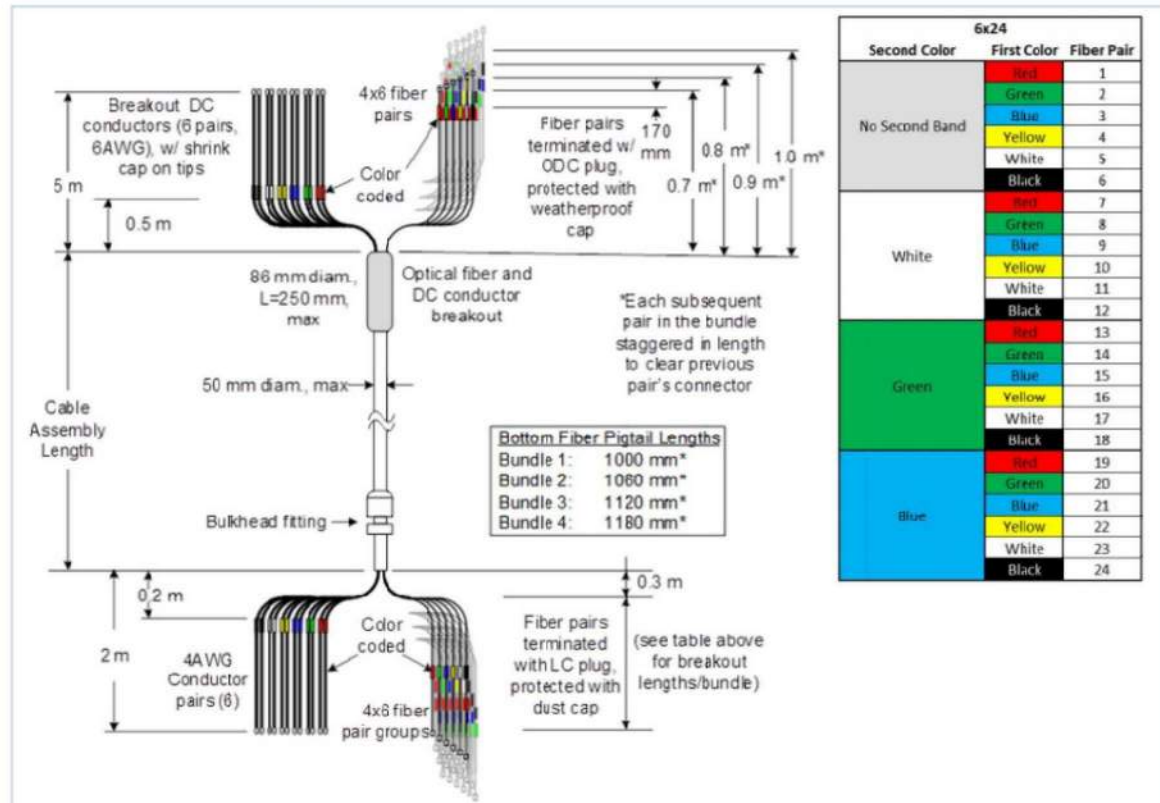 Breakout DC
conductors (6 pairs,
6AWG), w/ shrink
cap on tips
5 m
0.5 m
4x6 fiber
pairs
Color
coded
Fiber pairs
terminated w/
ODC plug,
protected with
weatherproof
cap
170
mm
0.7 m*
0.8 m*
0.9 m*
1.0 m*
86 mm diam.,
L=250 mm,
max
Optical fiber and
DC conductor
breakout
*Each subsequent
pair in the bundle
staggered in length
to clear previous
pair's connector
50 mm diam., max
Cable
Assembly
Length
Bottom Fiber Pigtail Lengths
Bundle 1: 1000 mm*
Bundle 2: 1060 mm*
Bundle 3: 1120 mm*
Bundle 4: 1180 mm*
Bulkhead fitting
0.2 m
2 m
4AWG
Conductor
pairs (6)
Color
coded
4x6 fiber
pair groups
Fiber pairs
terminated
with LC plug,
protected with
dust cap
0.3 m
(see table above
for breakout
lengths/bundle)
6x24
Second Color First Color Fiber Pair
No Second Band
Red 1
Green 2
Blue 3
Yellow 4
White 5
Black 6
White
Red 7
Green 8
Blue 9
Yellow 10
White 11
Black 12
Green
Red 13
Green 14
Blue 15
Yellow 16
White 17
Black 18
Blue
Red 19
Green 20
Blue 21
Yellow 22
White 23
Black 24